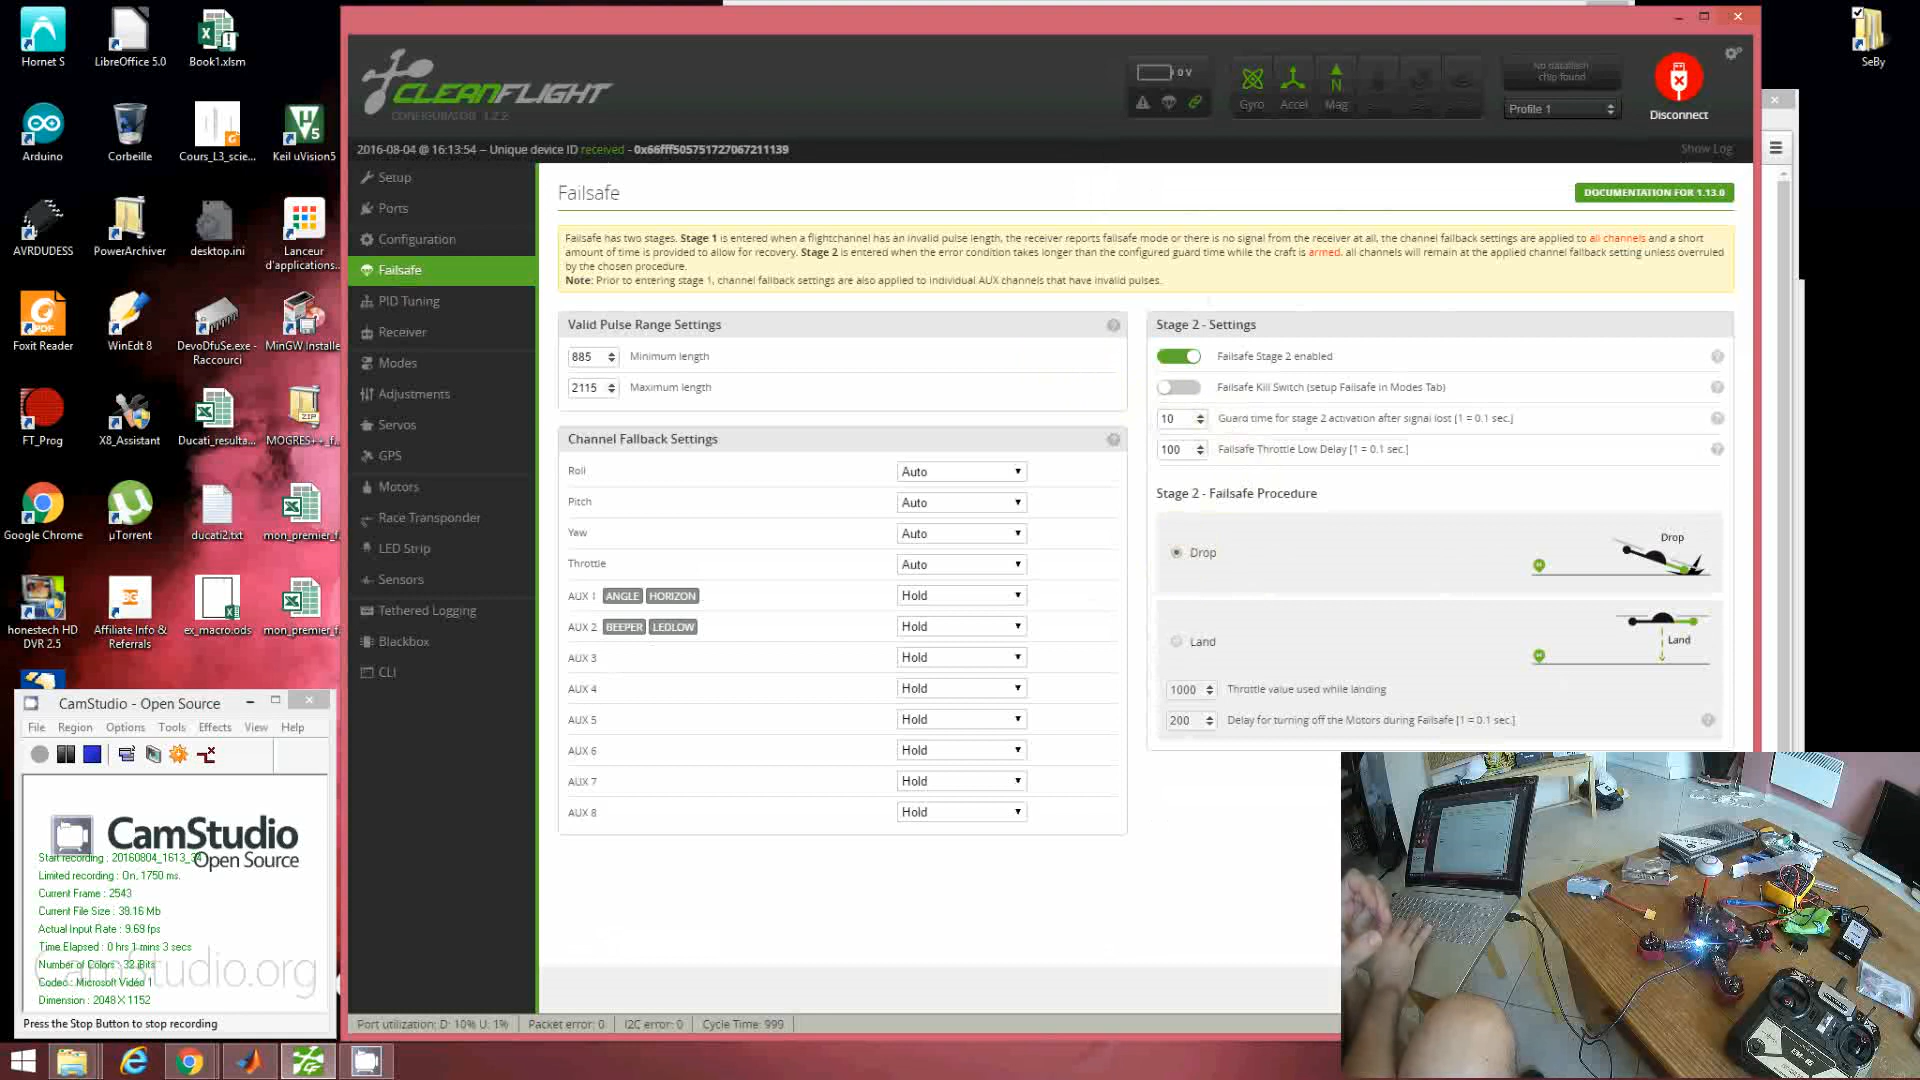 Hornet S
LibreOffice 5.0
Book1.xlsm
Arduino
Corbeille
Cours_L3_scie...
Keil uVision5
AVRDUDESS
PowerArchiver
desktop.ini
Lanceur
d'applications...
Foxit Reader
WinEdt 8
DevoDfuSe.exe -
Raccourci
MinGW Installe
FT_Prog
X8_Assistant
Ducati_resulta...
MOGRES++_f...
Google Chrome
µTorrent
ducati2.txt
mon_premier_f.
honestech HD
DVR 2.5
Affiliate Info &
Referrals
ex_macro.ods
mon_premier_f.
SeBy
CamStudio - Open Source
File Region Options Tools Effects View Help
CamStudio
Open Source
Start recording : 20160804_1613_34
Limited recording : On, 1750 ms.
Current Frame : 2543
Current File Size : 39.16 Mb
Actual Input Rate : 9.69 fps
Time Elapsed : 0 hrs 1 mins 3 secs
Number of Colors : 32 Bits
Codec : Microsoft Vidéo 1
Dimension : 2048 X 1152
CamStudio.org
Press the Stop Button to stop recording
CLEANFLIGHT
CONFIGURATOR 1.2.2
0 V
Gyro Accel Mag
No dataflash
chip found
Profile 1
Disconnect
2016-08-04 @ 16:13:54 -- Unique device ID received - 0x66fff505751727067211139
Show Log
Setup
Ports
Configuration
Failsafe
PID Tuning
Receiver
Modes
Adjustments
Servos
GPS
Motors
Race Transponder
LED Strip
Sensors
Tethered Logging
Blackbox
CLI
Failsafe
DOCUMENTATION FOR 1.13.0
Failsafe has two stages. Stage 1 is entered when a flightchannel has an invalid pulse length, the receiver reports failsafe mode or there is no signal from the receiver at all, the channel fallback settings are applied to all channels and a short
amount of time is provided to allow for recovery. Stage 2 is entered when the error condition takes longer than the configured guard time while the craft is armed. all channels will remain at the applied channel fallback setting unless overruled
by the chosen procedure.
Note: Prior to entering stage 1, channel fallback settings are also applied to individual AUX channels that have invalid pulses.
Valid Pulse Range Settings
885 Minimum length
2115 Maximum length
Channel Fallback Settings
Roll Auto
Pitch Auto
Yaw Auto
Throttle Auto
AUX 1 ANGLE HORIZON Hold
AUX 2 BEEPER LEDLOW Hold
AUX 3 Hold
AUX 4 Hold
AUX 5 Hold
AUX 6 Hold
AUX 7 Hold
AUX 8 Hold
Stage 2 - Settings
Failsafe Stage 2 enabled
Failsafe Kill Switch (setup Failsafe in Modes Tab)
10 Guard time for stage 2 activation after signal lost [1 = 0.1 sec.]
100 Failsafe Throttle Low Delay [1 = 0.1 sec.]
Stage 2 - Failsafe Procedure
Drop
Drop
Land
Land
1000 Throttle value used while landing
200 Delay for turning off the Motors during Failsafe [1 = 0.1 sec.]
Port utilization: D: 10% U: 1% Packet error: 0 I2C error: 0 Cycle Time: 999